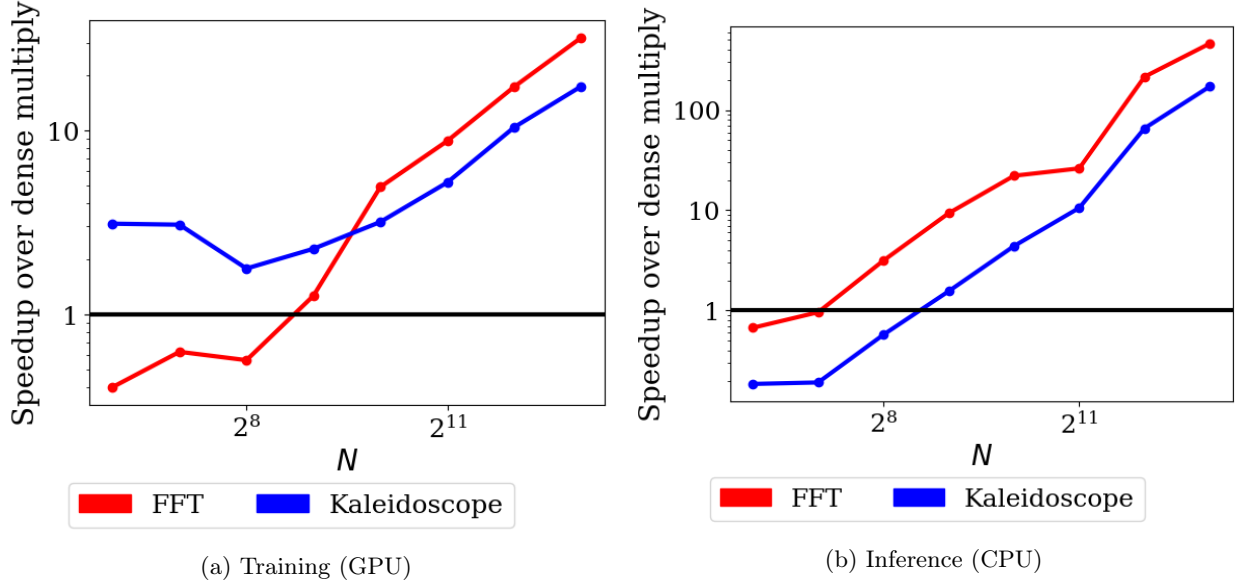 Speedup over dense multiply
10
1
2^8
2^11
N
FFT
Kaleidoscope
(a) Training (GPU)
Speedup over dense multiply
100
10
1
2^8
2^11
N
FFT
Kaleidoscope
(b) Inference (CPU)